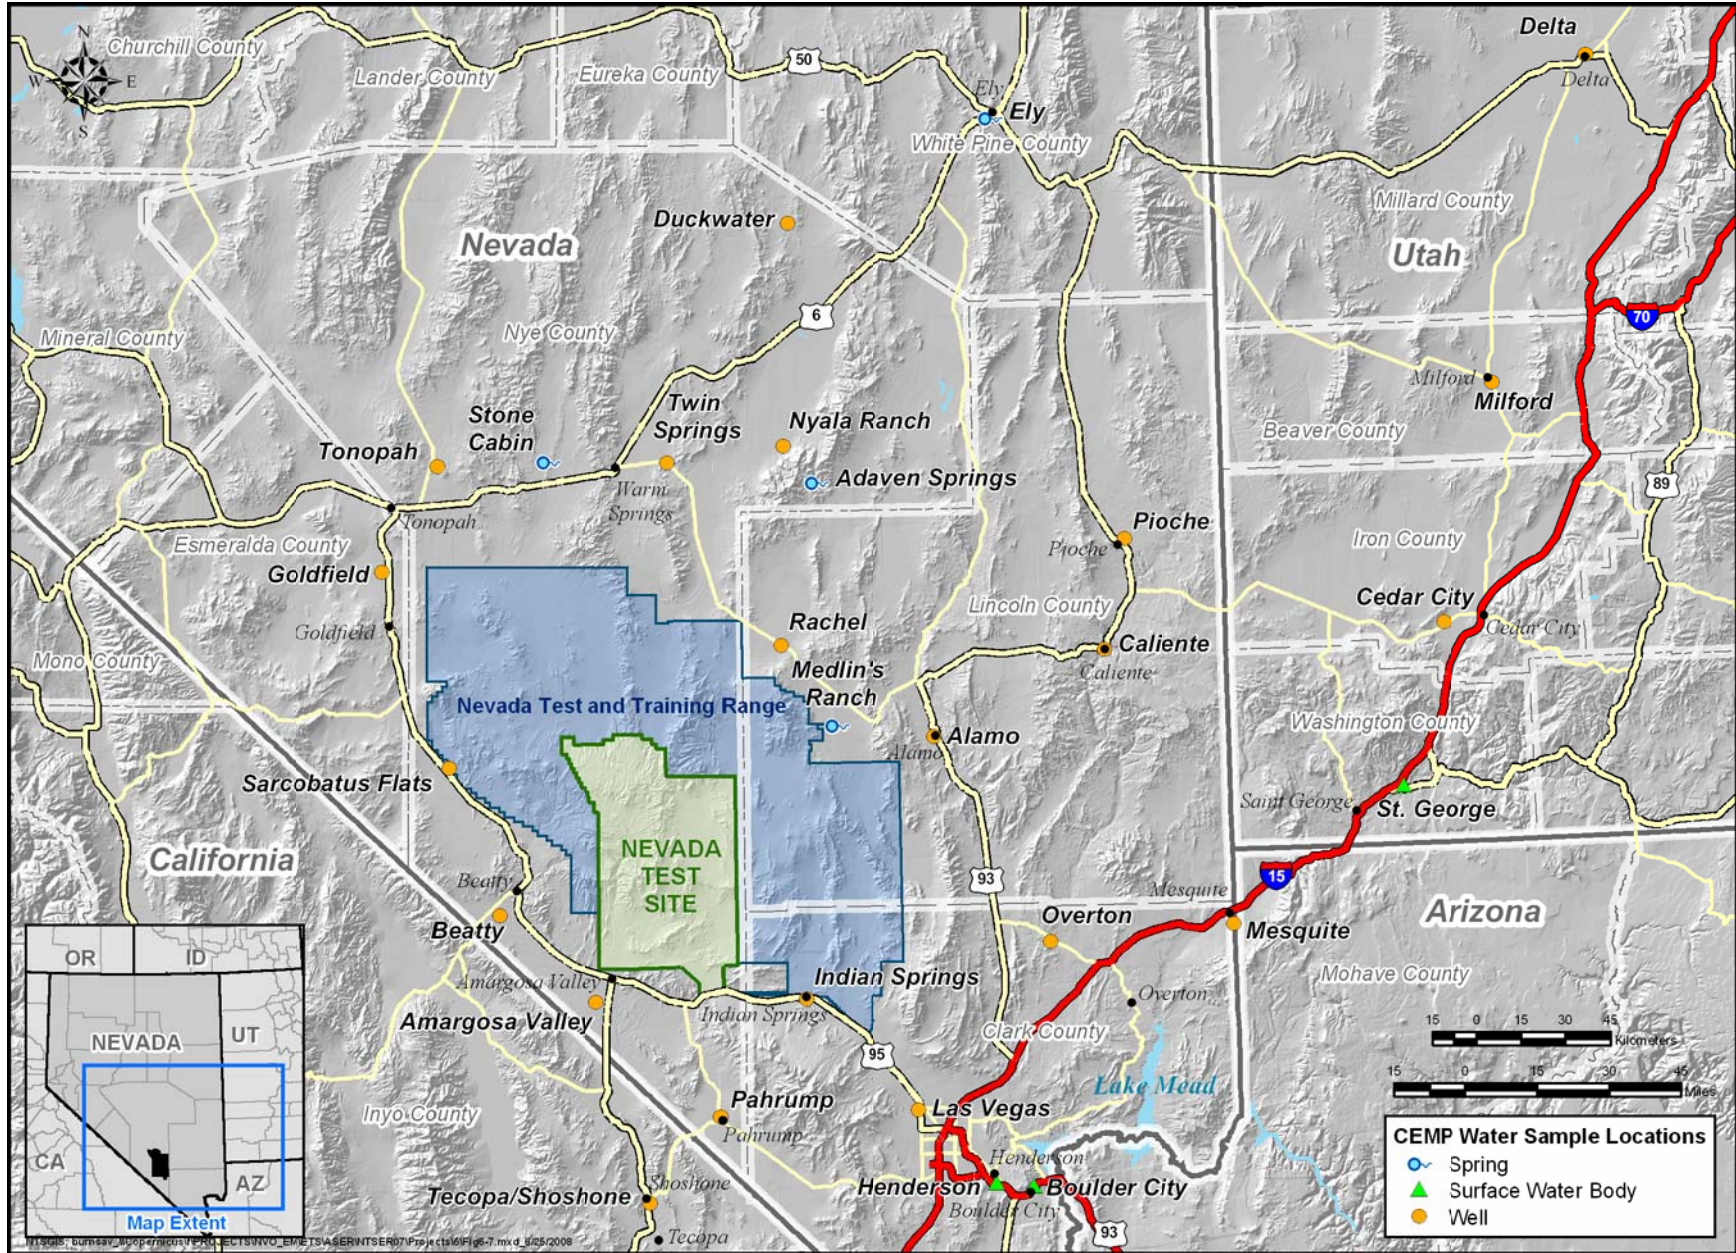 N
W
E
S
Churchill County
Lander County
Eureka County
50
Ely
Ely
White Pine County
Delta
Delta
Duckwater
Nevada
Millard County
Utah
6
Nye County
Mineral County
70
Milford
Milford
Beaver County
Stone
Cabin
Twin
Springs
Nyala Ranch
Tonopah
Adaven Springs
89
Warm
Springs
Tonopah
Pioche
Pioche
Esmeralda County
Iron County
Goldfield
Lincoln County
Cedar City
Cedar City
Goldfield
Rachel
Caliente
Caliente
Mono County
Medlin's
Ranch
Nevada Test and Training Range
Washington County
Alamo
Alamo
Sarcobatus Flats
Saint George
St. George
California
NEVADA
TEST
SITE
Beatty
93
15
Mesquite
Arizona
Overton
Beatty
Mesquite
Indian Springs
Amargosa Valley
Mohave County
Overton
Amargosa Valley
Indian Springs
Clark County
95
15 0 15 30 45
Kilometers
Lake Mead
15 0 15 30 45
Miles
Inyo County
Pahrump
Las Vegas
Pahrump
Henderson
Tecopa/Shoshone
Shoshone
Henderson
Boulder City
Boulder City
Tecopa
93
OR
ID
NEVADA
UT
CA
AZ
Map Extent
CEMP Water Sample Locations
Spring
Surface Water Body
Well